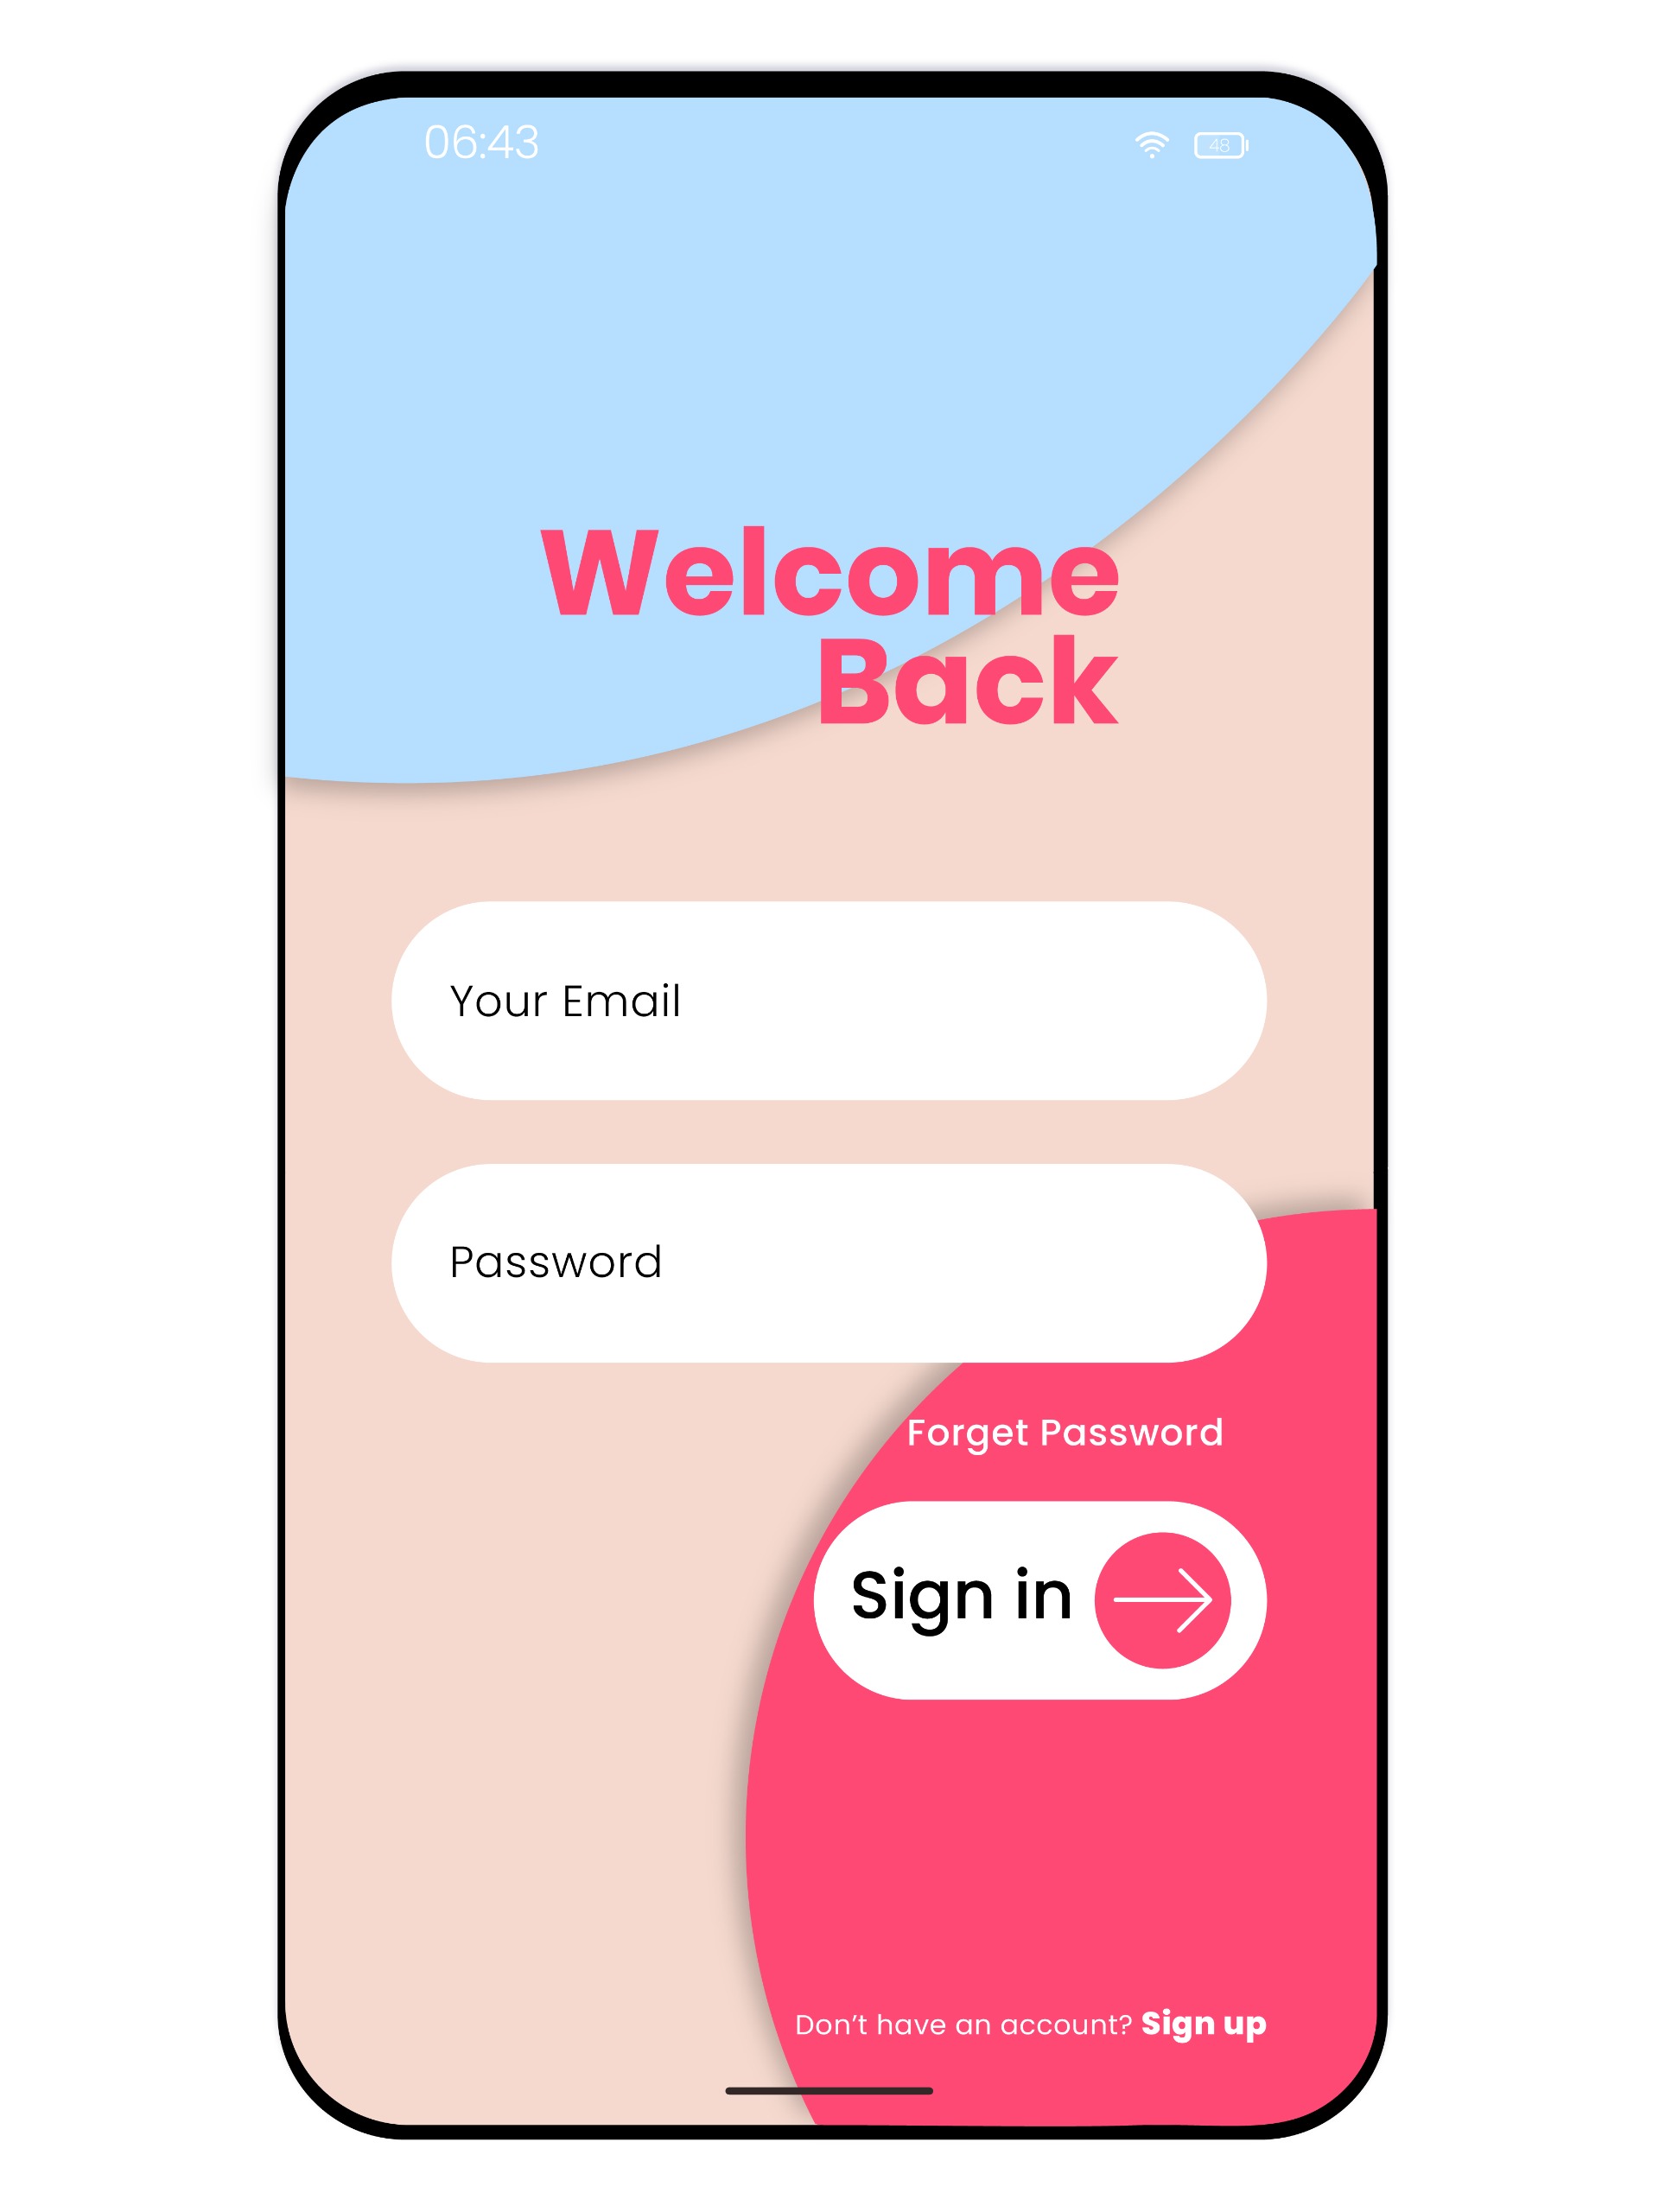 06:43
48
Welcome
Back
Your Email
Password
Forget Password
Sign in
Don’t have an account? Sign up